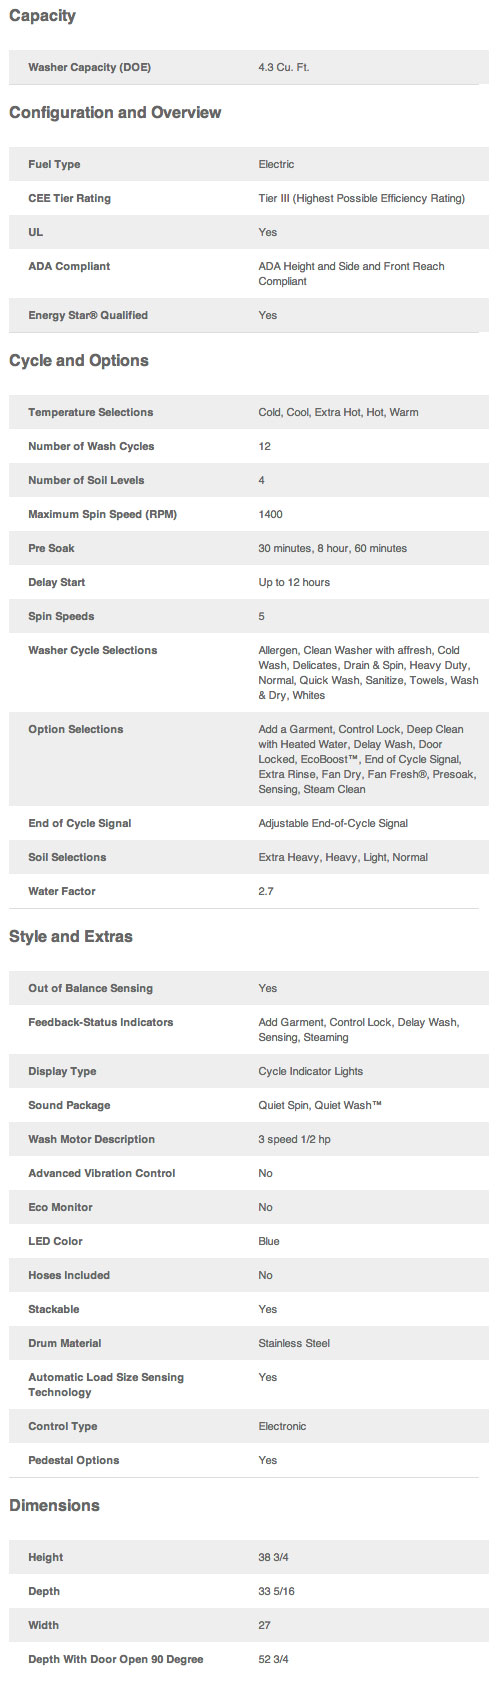 Capacity
Washer Capacity (DOE) 4.3 Cu. Ft.
Configuration and Overview
Fuel Type Electric
CEE Tier Rating Tier III (Highest Possible Efficiency Rating)
UL Yes
ADA Compliant ADA Height and Side and Front Reach
Compliant
Energy Star® Qualified Yes
Cycle and Options
Temperature Selections Cold, Cool, Extra Hot, Hot, Warm
Number of Wash Cycles 12
Number of Soil Levels 4
Maximum Spin Speed (RPM) 1400
Pre Soak 30 minutes, 8 hour, 60 minutes
Delay Start Up to 12 hours
Spin Speeds 5
Washer Cycle Selections Allergen, Clean Washer with affresh, Cold
Wash, Delicates, Drain & Spin, Heavy Duty,
Normal, Quick Wash, Sanitize, Towels, Wash
& Dry, Whites
Option Selections Add a Garment, Control Lock, Deep Clean
with Heated Water, Delay Wash, Door
Locked, EcoBoost™, End of Cycle Signal,
Extra Rinse, Fan Dry, Fan Fresh®, Presoak,
Sensing, Steam Clean
End of Cycle Signal Adjustable End-of-Cycle Signal
Soil Selections Extra Heavy, Heavy, Light, Normal
Water Factor 2.7
Style and Extras
Out of Balance Sensing Yes
Feedback-Status Indicators Add Garment, Control Lock, Delay Wash,
Sensing, Steaming
Display Type Cycle Indicator Lights
Sound Package Quiet Spin, Quiet Wash™
Wash Motor Description 3 speed 1/2 hp
Advanced Vibration Control No
Eco Monitor No
LED Color Blue
Hoses Included No
Stackable Yes
Drum Material Stainless Steel
Automatic Load Size Sensing Yes
Technology
Control Type Electronic
Pedestal Options Yes
Dimensions
Height 38 3/4
Depth 33 5/16
Width 27
Depth With Door Open 90 Degree 52 3/4